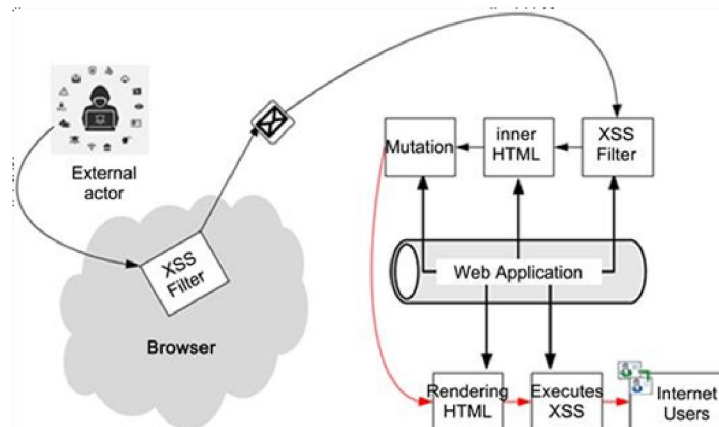 External
actor
XSS
Filter
Browser
Mutation
inner
HTML
XSS
Filter
Web Application
Rendering
HTML
Executes
XSS
Internet
Users